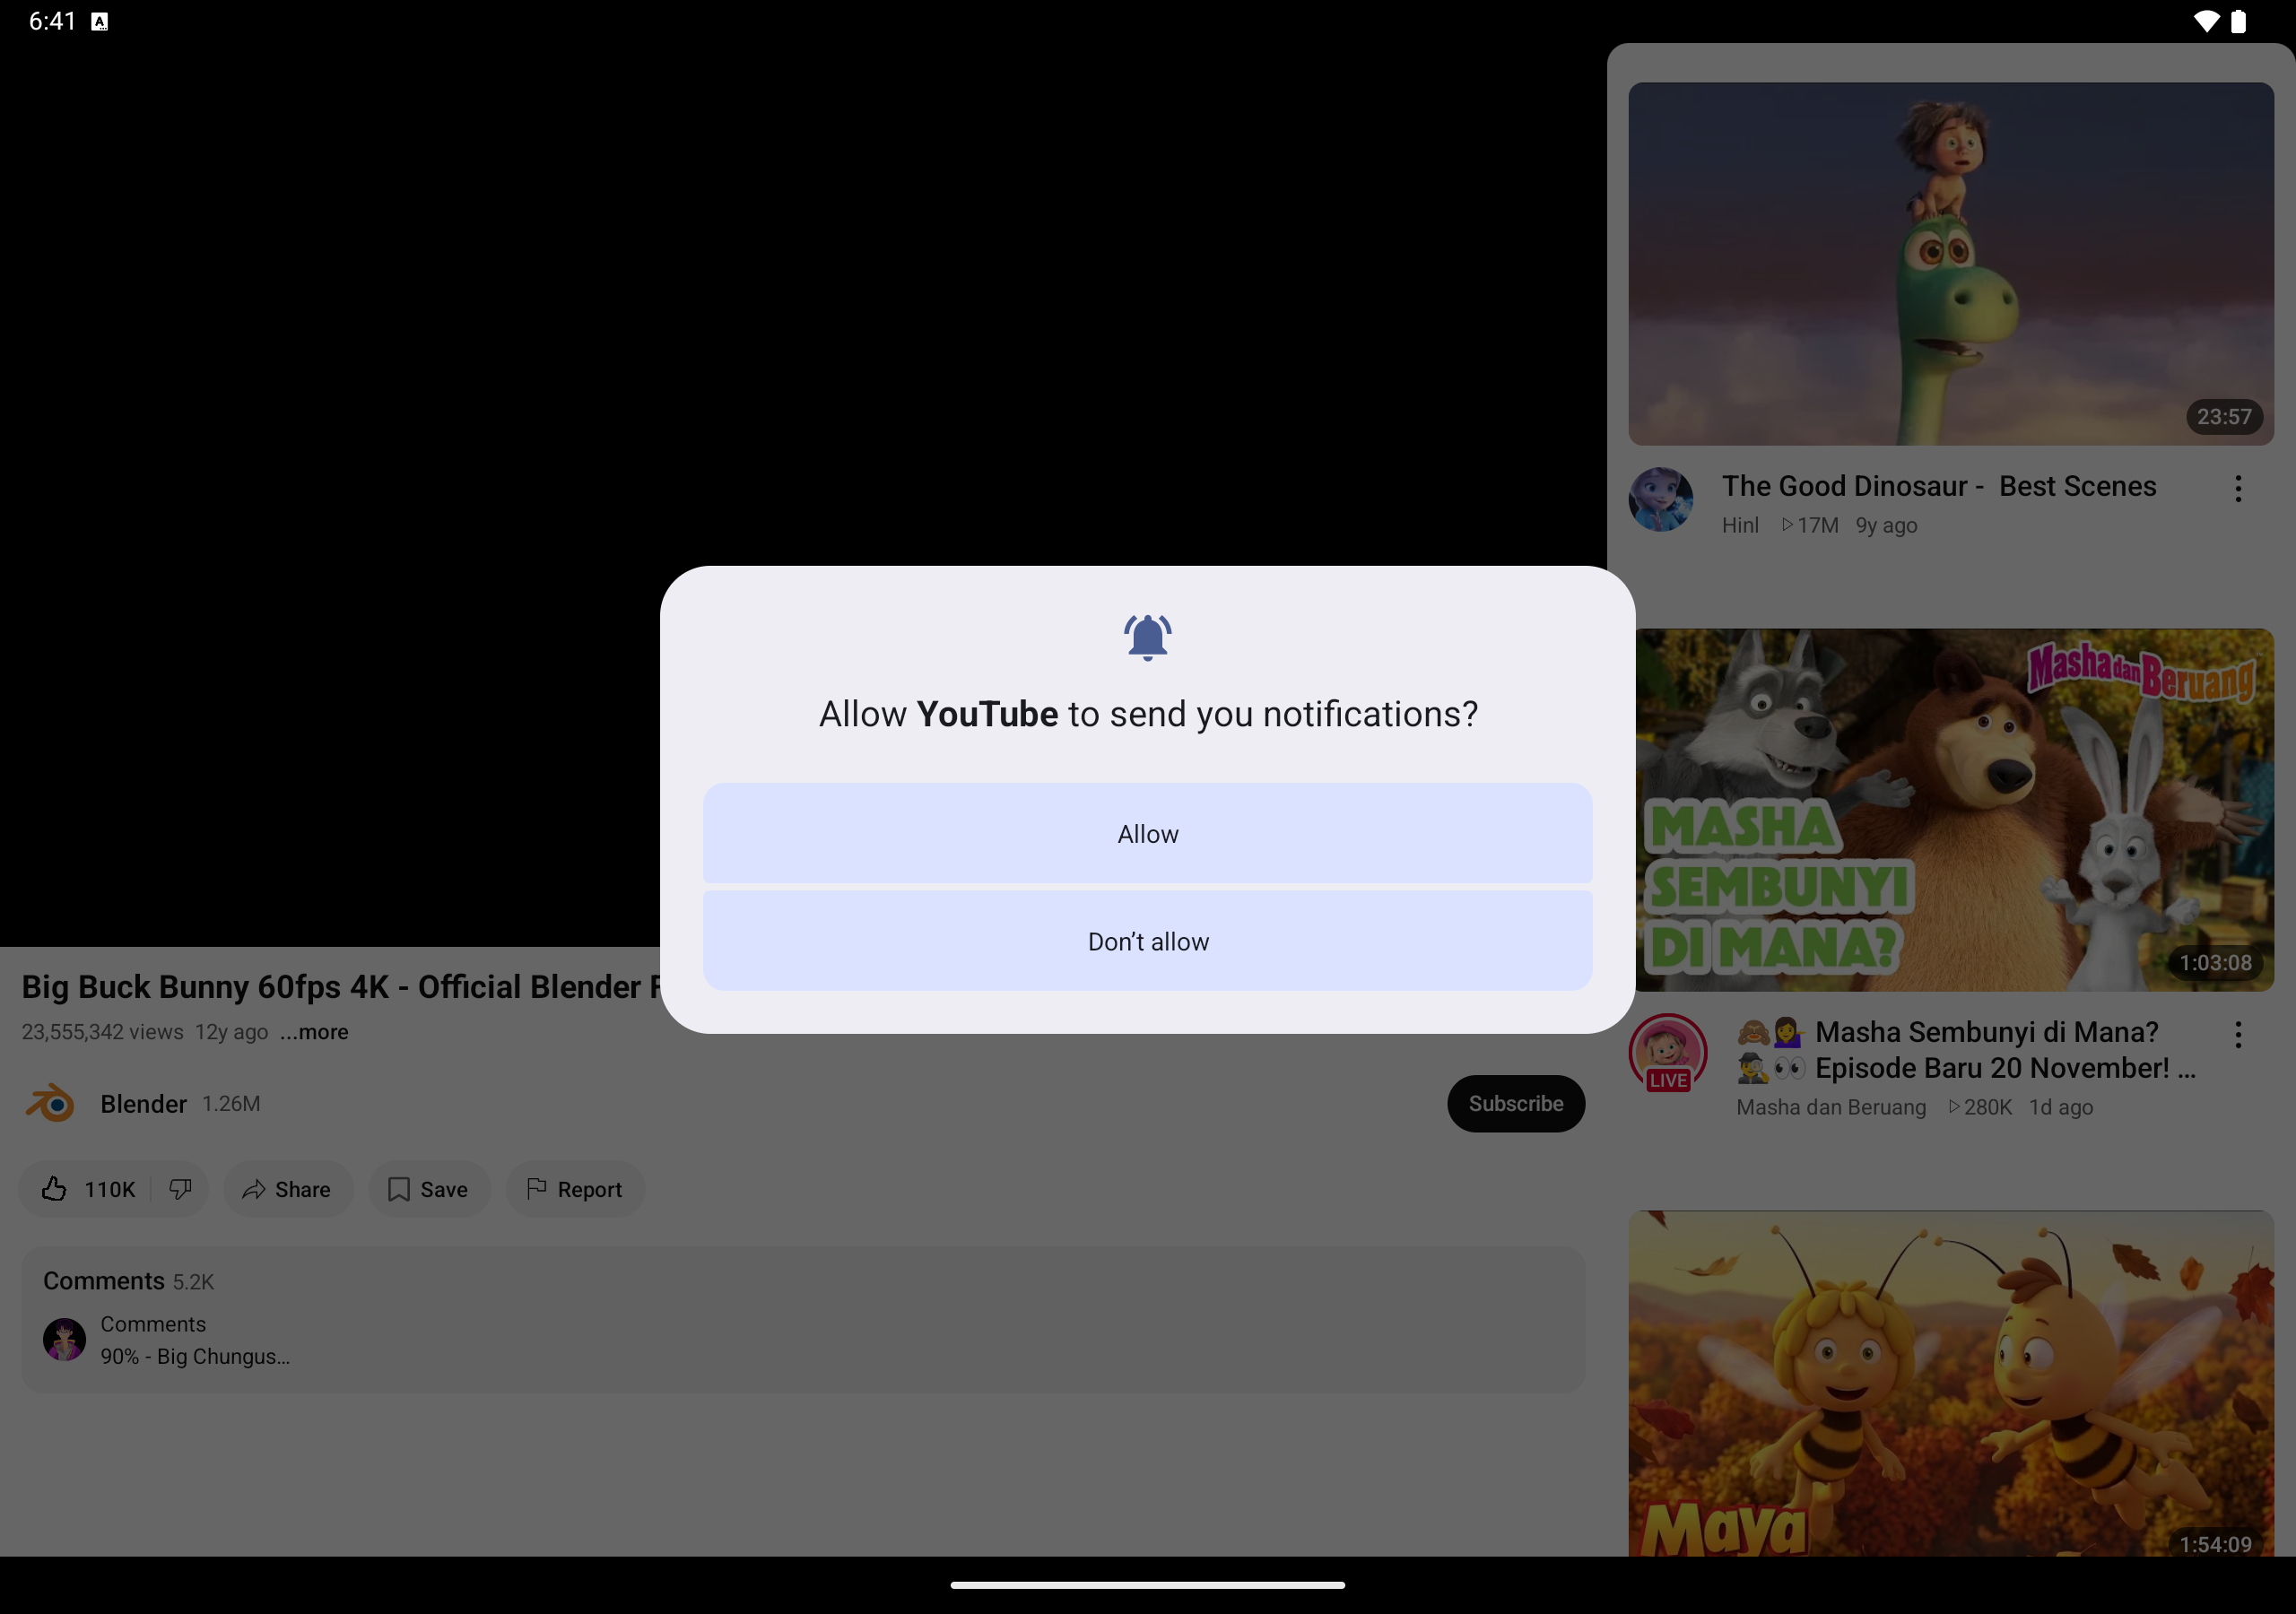 6:41
23:57
The Good Dinosaur - Best Scenes
Hinl 17M 9y ago
Allow YouTube to send you notifications?
Allow
Don’t allow
Masha dan Beruang
MASHA
SEMBUNYI
DI MANA?
1:03:08
Big Buck Bunny 60fps 4K - Official Blender
23,555,342 views 12y ago ...more
Blender 1.26M
Subscribe
110K Share Save Report
Comments 5.2K
Comments
90% - Big Chungus...
🙈💁‍♀️ Masha Sembunyi di Mana?
🕵️👀 Episode Baru 20 November! ...
LIVE
Masha dan Beruang 280K 1d ago
Maya
1:54:09